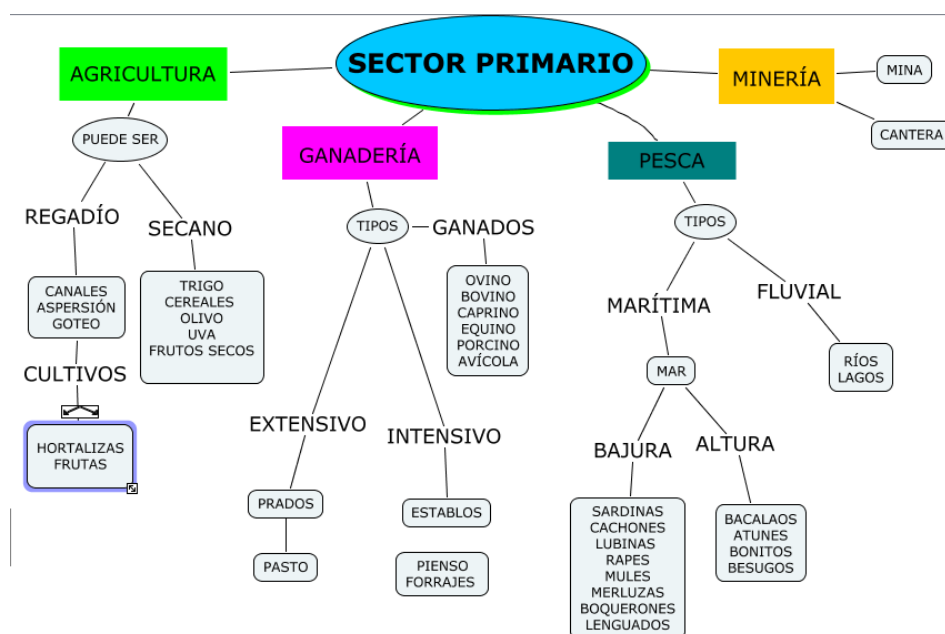 SECTOR PRIMARIO
AGRICULTURA
PUEDE SER
REGADÍO
CANALES
ASPERSIÓN
GOTEO
CULTIVOS
HORTALIZAS
FRUTAS
SECANO
TRIGO
CEREALES
OLIVO
UVA
FRUTOS SECOS
GANADERÍA
TIPOS
GANADOS
OVINO
BOVINO
CAPRINO
EQUINO
PORCINO
AVÍCOLA
EXTENSIVO
PRADOS
PASTO
INTENSIVO
ESTABLOS
PIENSO
FORRAJES
PESCA
TIPOS
MARÍTIMA
MAR
BAJURA
SARDINAS
CACHONES
LUBINAS
RAPES
MULES
MERLUZAS
BOQUERONES
LENGUADOS
ALTURA
BACALAOS
ATUNES
BONITOS
BESUGOS
FLUVIAL
RÍOS
LAGOS
MINERÍA
MINA
CANTERA